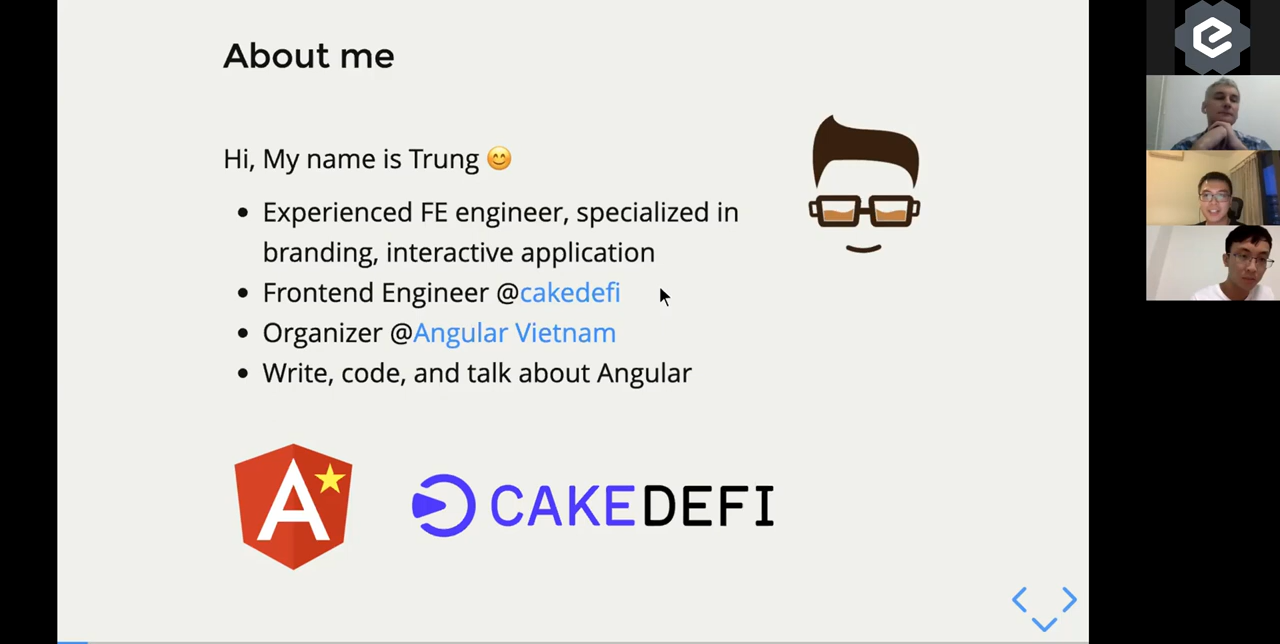 About me
Hi, My name is Trung 😊
• Experienced FE engineer, specialized in
branding, interactive application
• Frontend Engineer @cakedefi
• Organizer @Angular Vietnam
• Write, code, and talk about Angular
A
CAKEDEFI